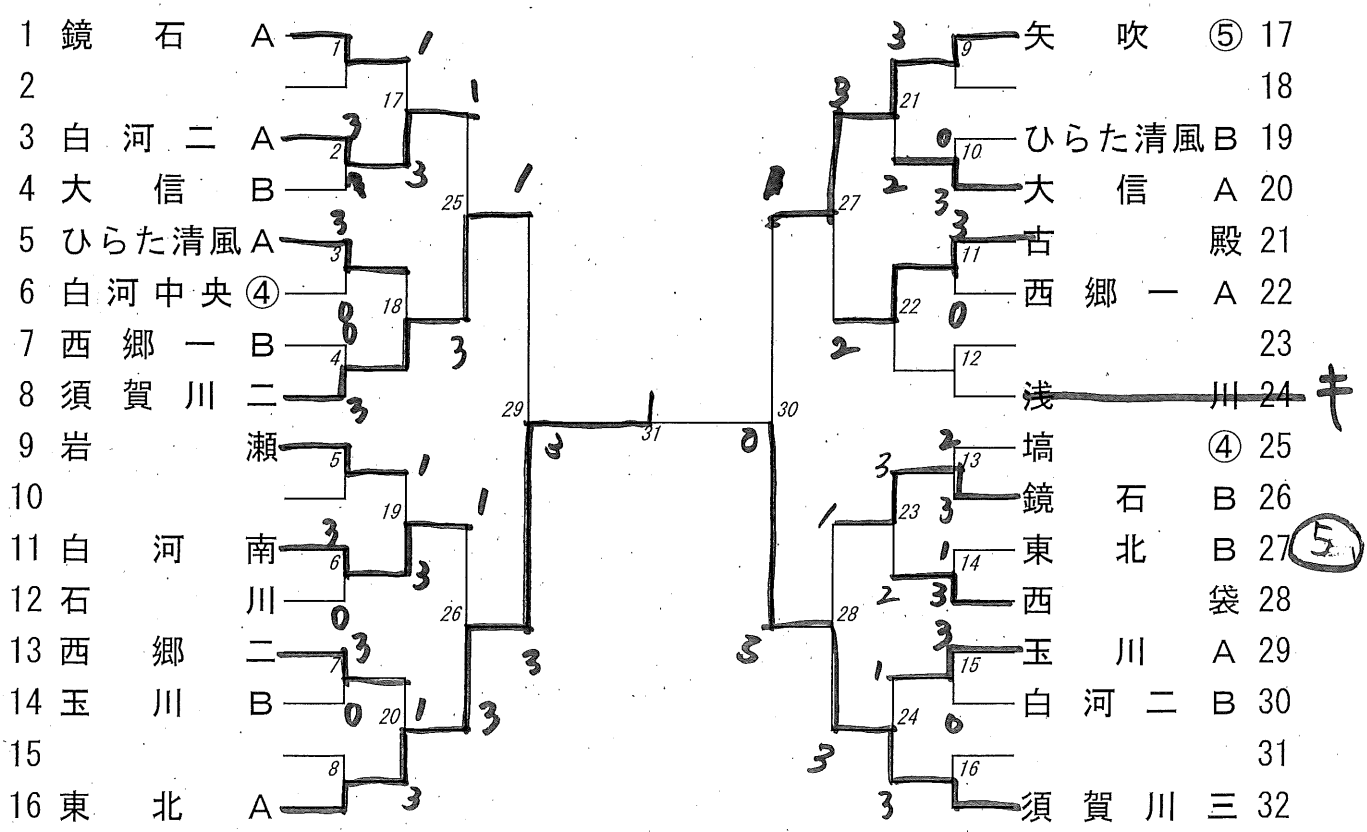 1 鏡石 A
2
3 白河二 A
4 大信 B
5 ひらた清風 A
6 白河中央 ④
7 西郷一 B
8 須賀川二
9 岩瀬
10
11 白河南
12 石川
13 西郷二
14 玉川 B
15
16 東北 A
1 1
2 3
3 3
4 0 3
5
6 3 0
7 3 0
8
17 1 3
18 0
19 1 3
20 1 3
25 1 3
26 1 3
29 1 3
31 3 0
30 5
27 3 2
28 1 3
21 3 2
22
23 3 2
24 1 3
9
10 0 3
11 3 0
12
13 2 3
14 1 3
15 3 0
16
矢吹 ⑤ 17
18
ひらた清風 B 19
大信 A 20
古殿 21
西郷一 A 22
23
浅川 24 キ
塙 ④ 25
鏡石 B 26
東北 B 27 5
西袋 28
玉川 A 29
白河二 B 30
31
須賀川三 32